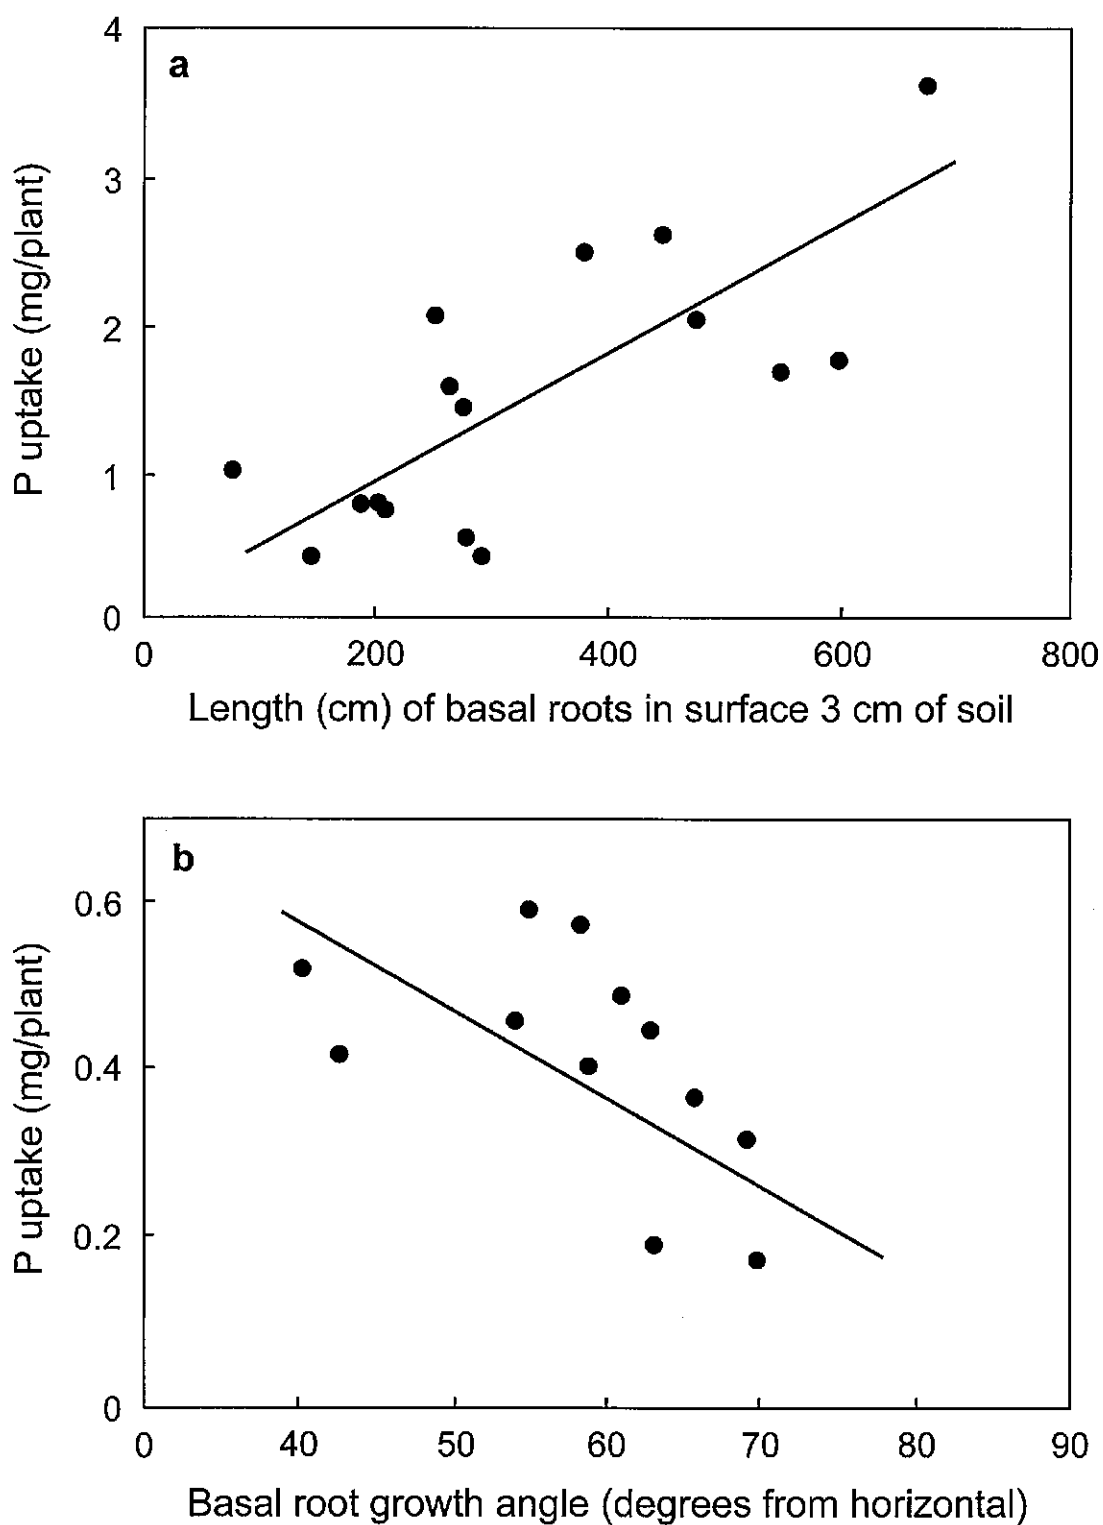 a
P uptake (mg/plant)
4
3
2
1
0
0 200 400 600 800
Length (cm) of basal roots in surface 3 cm of soil
b
P uptake (mg/plant)
0.6
0.4
0.2
0
0 40 50 60 70 80 90
Basal root growth angle (degrees from horizontal)